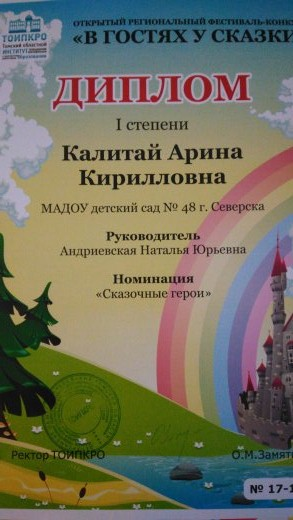 ТОИПКРО
Томский областной
ИНСТИТУТ
ОТКРЫТЫЙ РЕГИОНАЛЬНЫЙ ФЕСТИВАЛЬ-КОНК
«В ГОСТЯХ У СКАЗКИ
ДИПЛОМ
I степени
Калитай Арина
Кирилловна
МАДОУ детский сад № 48 г. Северска
Руководитель
Андриевская Наталья Юрьевна
Номинация
«Сказочные герои»
Ректор ТОИПКРО
О.М.Замят
№ 17-1